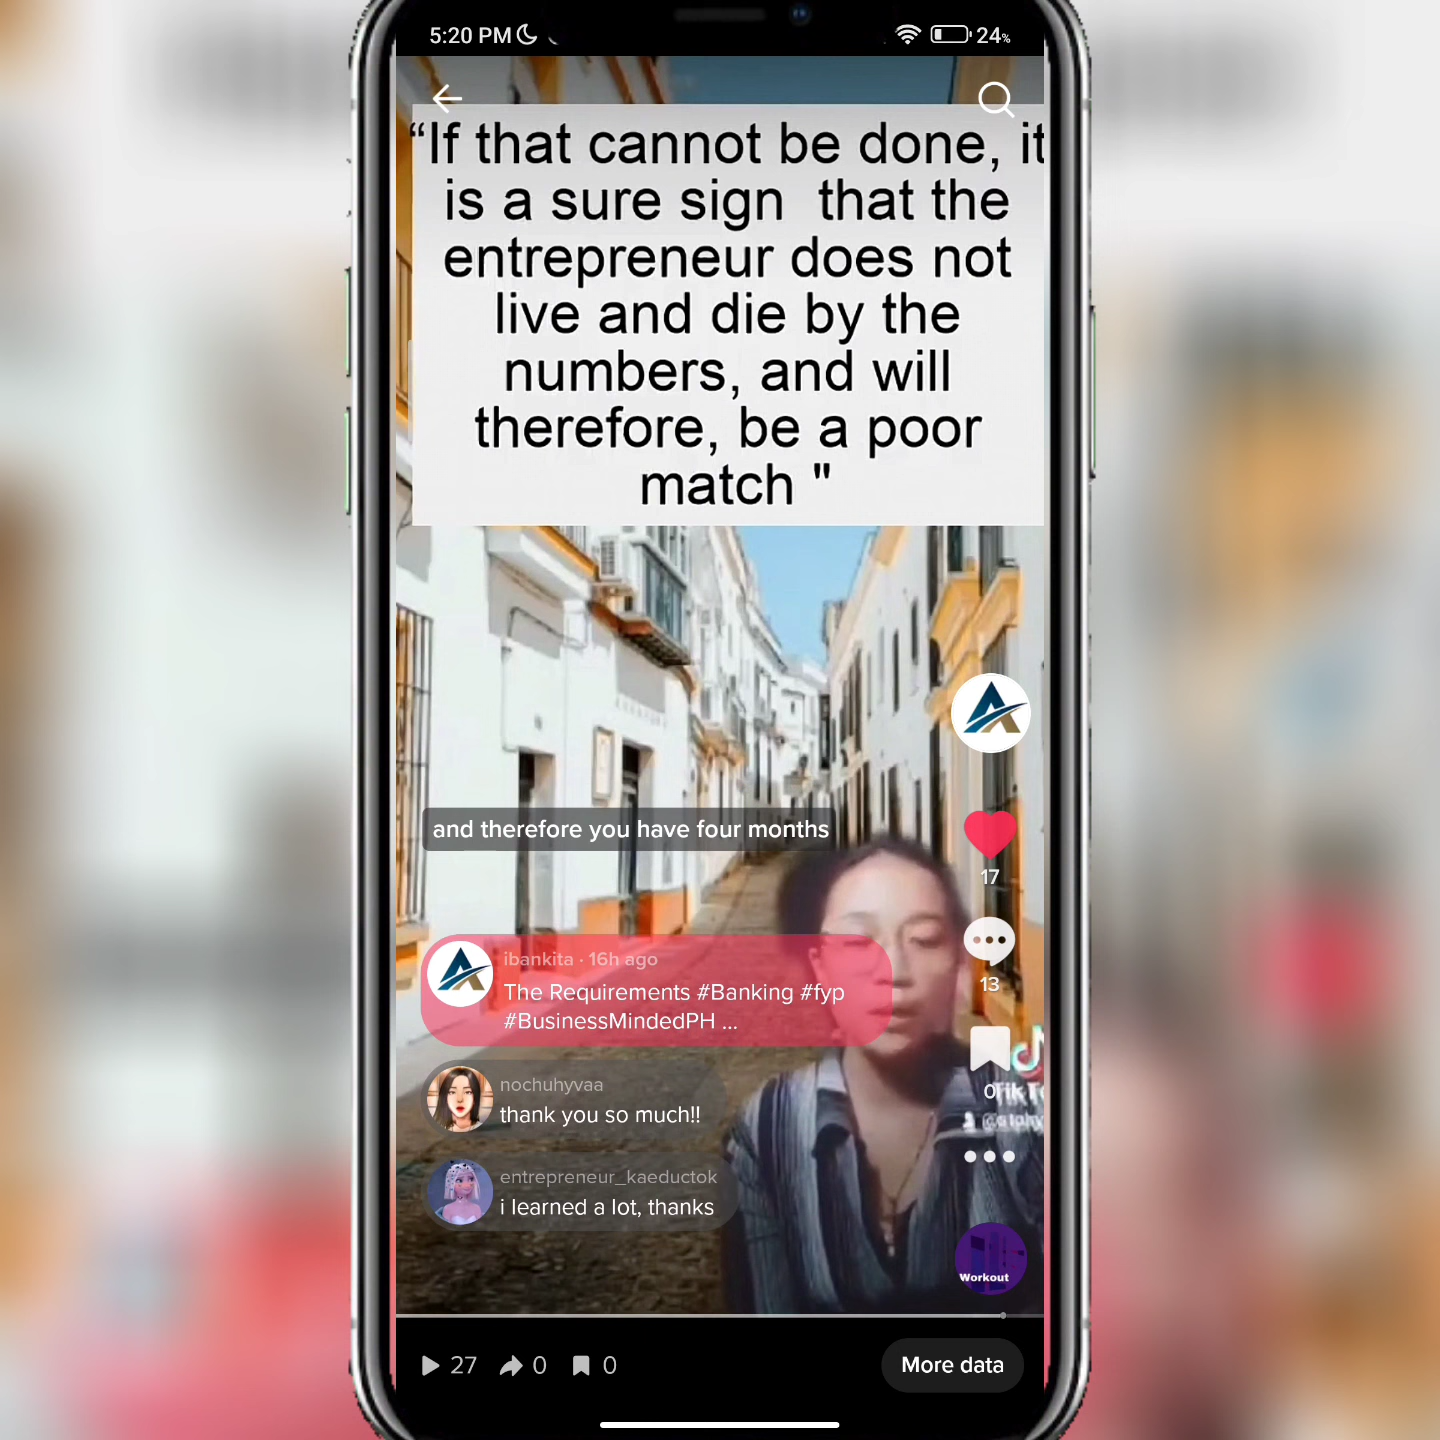 5:20 PM
24%
“If that cannot be done, it
is a sure sign that the
entrepreneur does not
live and die by the
numbers, and will
therefore, be a poor
match "
and therefore you have four months
17
ibankita · 16h ago
The Requirements #Banking #fyp
#BusinessMindedPH ...
13
0
nochuhyvaa
thank you so much!!
entrepreneur_kaeductok
i learned a lot, thanks
Workout
27 0 0
More data